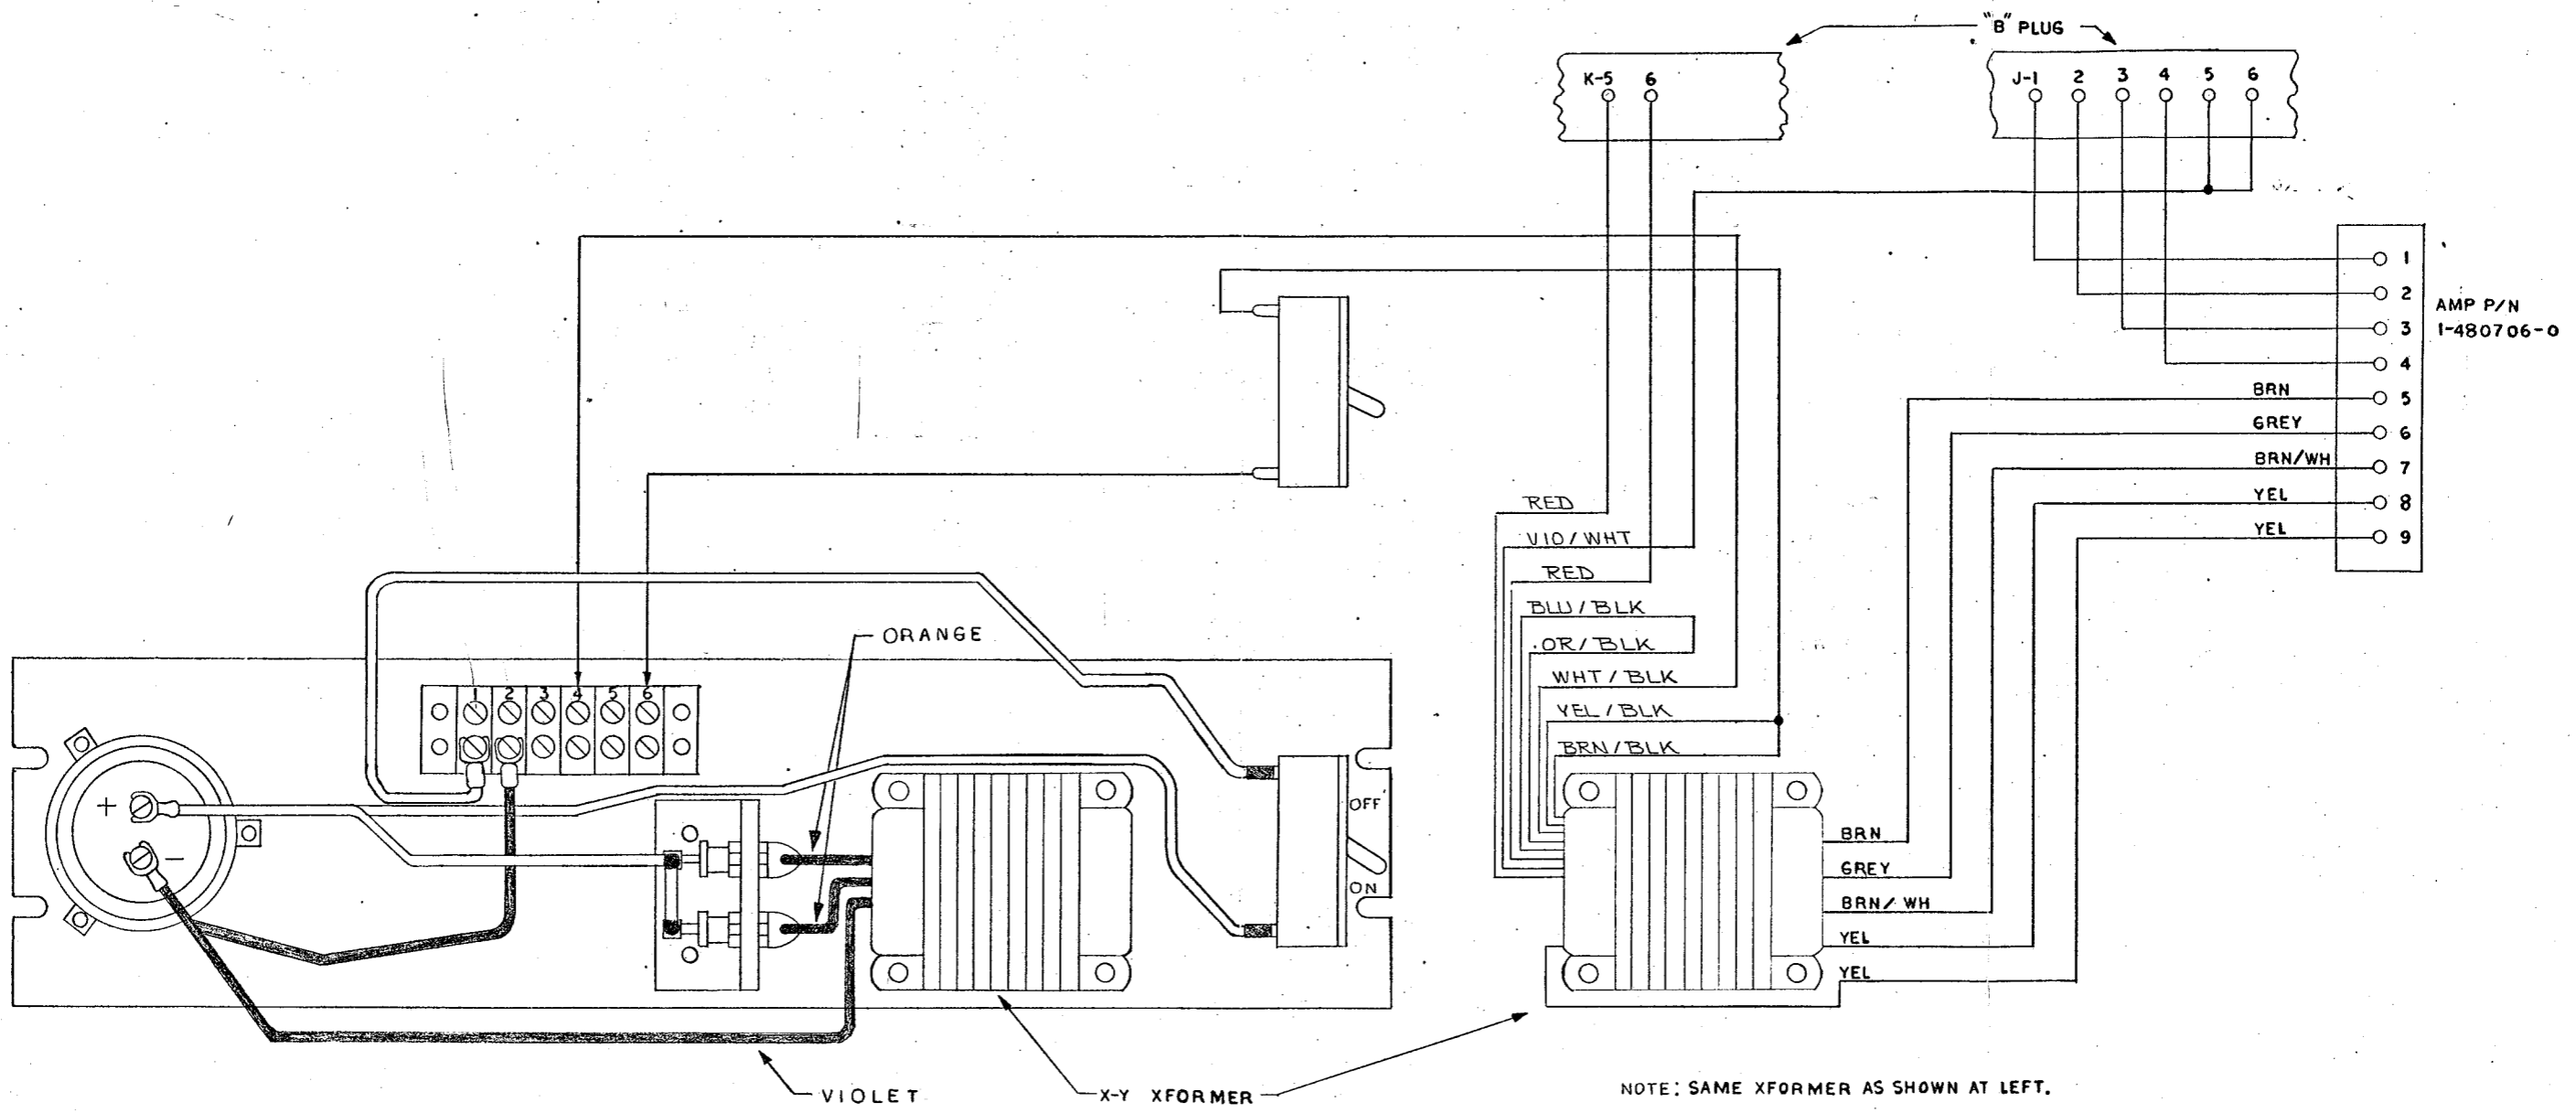 "B" PLUG
K-5 6
J-1 2 3 4 5 6
1
2
3
4
BRN 5
GREY 6
BRN/WH 7
YEL 8
YEL 9
AMP P/N
1-480706-0
RED
VIO/WHT
RED
BLU/BLK
OR/BLK
WHT/BLK
YEL/BLK
BRN/BLK
ORANGE
1 2 3 4 5 6
+
-
OFF
ON
BRN
GREY
BRN/WH
YEL
YEL
VIOLET
X-Y XFORMER
NOTE: SAME XFORMER AS SHOWN AT LEFT.